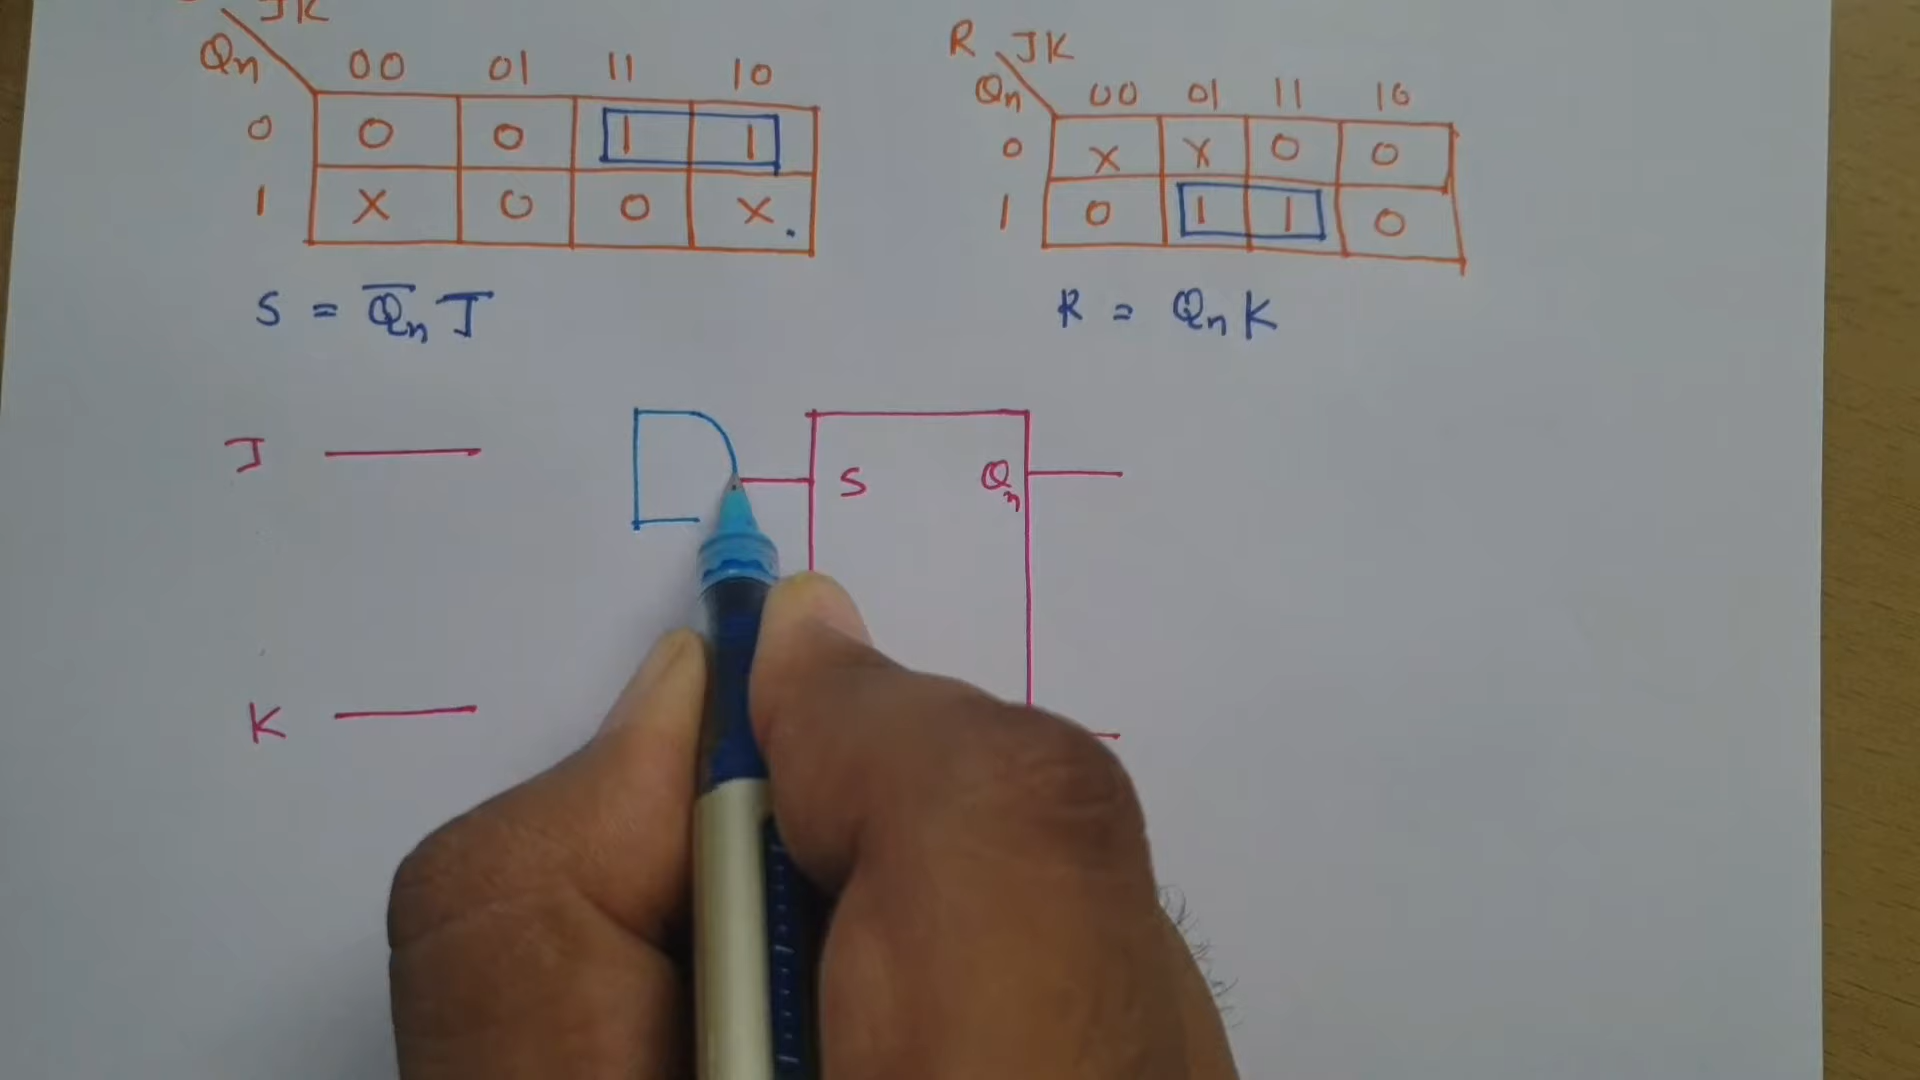 JK
Qn 00 01 11 10
0 0 0 1 1
1 X 0 0 X.
S = Q̅n J
R JK
Qn 00 01 11 10
0 X X 0 0
1 0 1 1 0
R = Qn K
J
S Qn
K